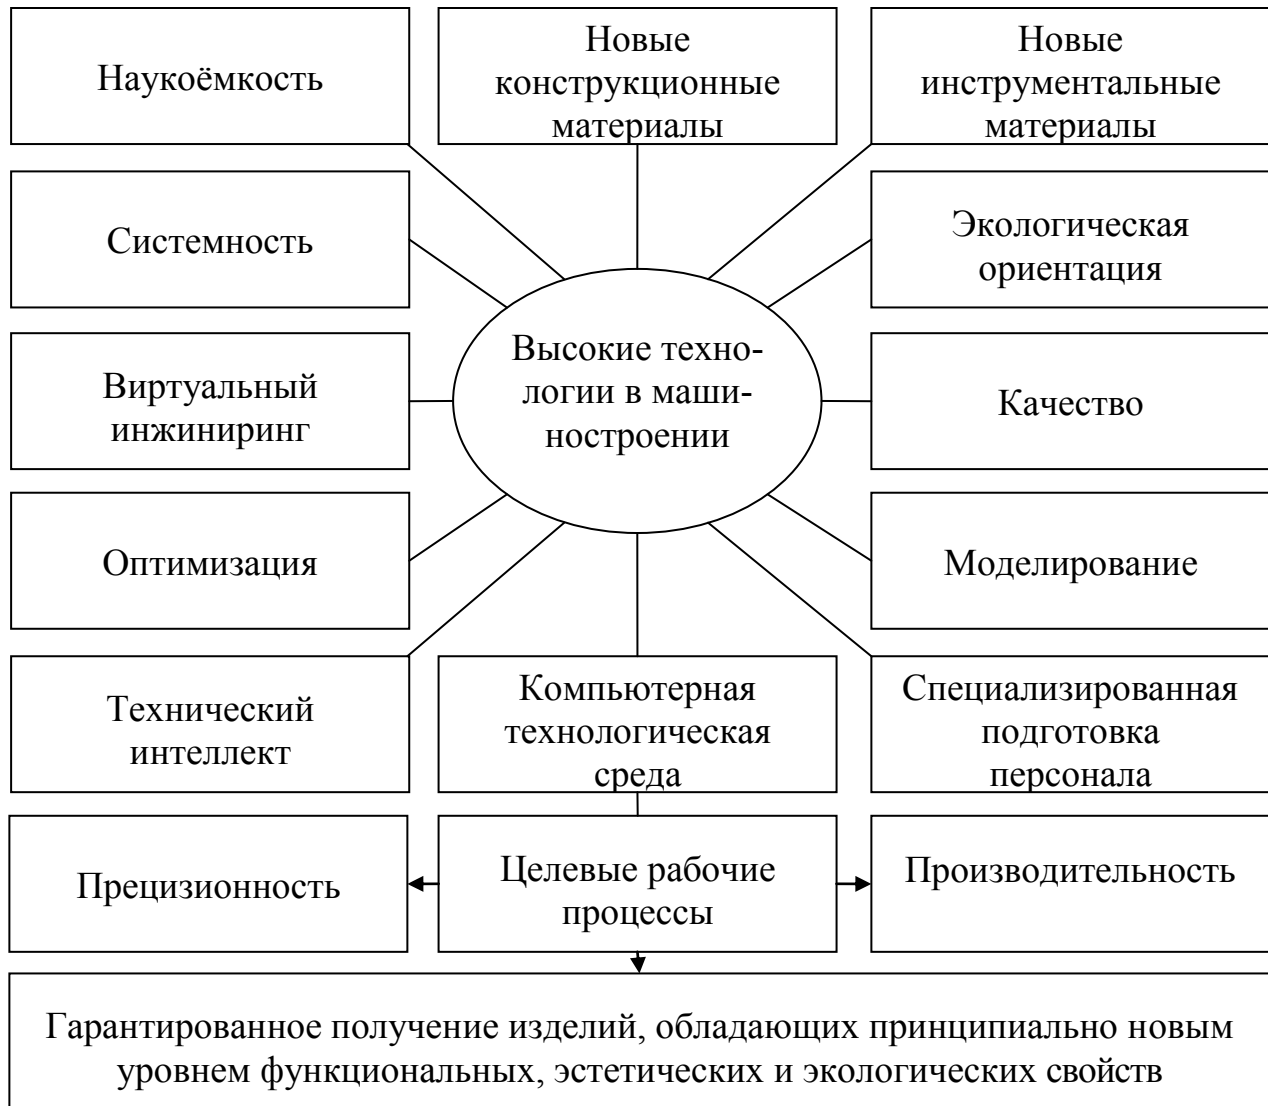 Наукоёмкость
Новые
конструкционные
материалы
Новые
инструментальные
материалы
Системность
Экологическая
ориентация
Виртуальный
инжиниринг
Высокие техно-
логии в маши-
ностроении
Качество
Оптимизация
Моделирование
Технический
интеллект
Компьютерная
технологическая
среда
Специализированная
подготовка
персонала
Прецизионность
Целевые рабочие
процессы
Производительность
Гарантированное получение изделий, обладающих принципиально новым
уровнем функциональных, эстетических и экологических свойств